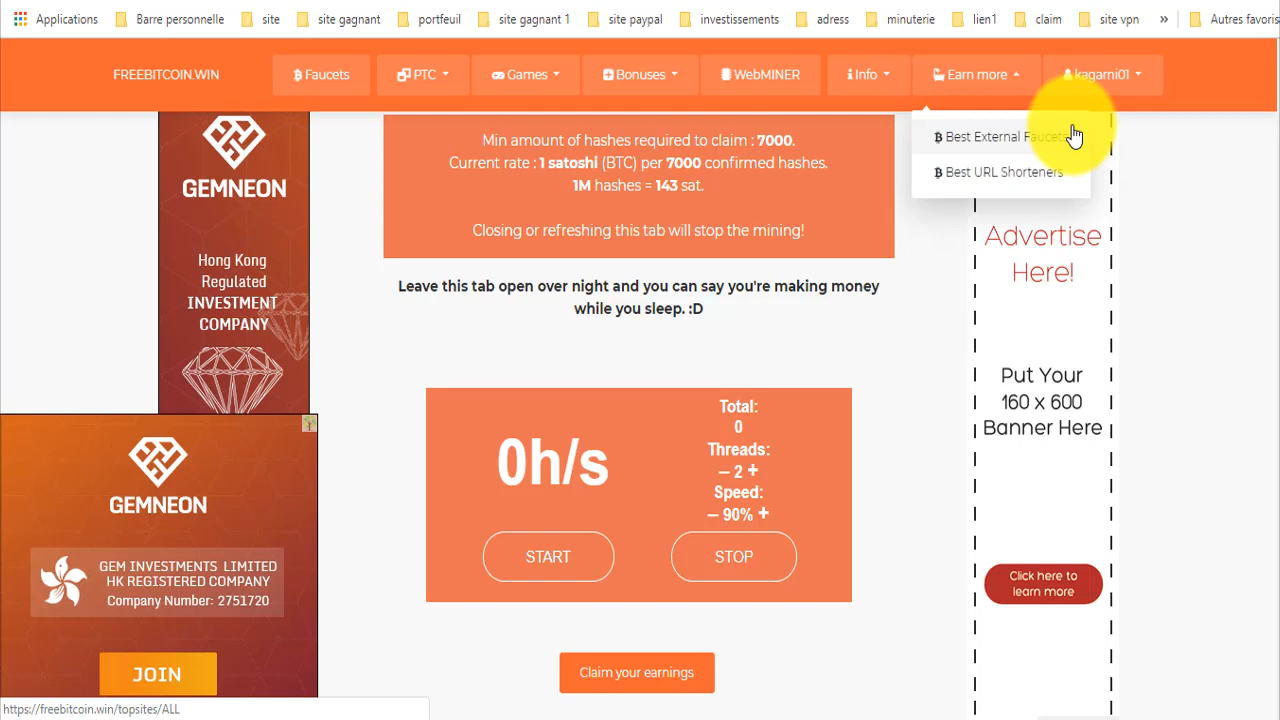 Applications
Barre personnelle
site
site gagnant
portfeuil
site gagnant 1
site paypal
investissements
adress
minuterie
lien1
claim
site vpn
»
Autres favoris
FREEBITCOIN.WIN
Faucets
PTC
Games
Bonuses
WebMINER
Info
Earn more
kagarni01
Best External Faucets
Best URL Shorteners
GEMNEON
Hong Kong
Regulated
INVESTMENT
COMPANY
Min amount of hashes required to claim : 7000.
Current rate : 1 satoshi (BTC) per 7000 confirmed hashes.
1M hashes = 143 sat.
Closing or refreshing this tab will stop the mining!
Leave this tab open over night and you can say you're making money
while you sleep. :D
Advertise
Here!
Put Your
160 x 600
Banner Here
Click here to
learn more
0h/s
Total:
0
Threads:
– 2 +
Speed:
– 90% +
START
STOP
Claim your earnings
GEMNEON
GEM INVESTMENTS LIMITED
HK REGISTERED COMPANY
Company Number: 2751720
JOIN
https://freebitcoin.win/topsites/ALL